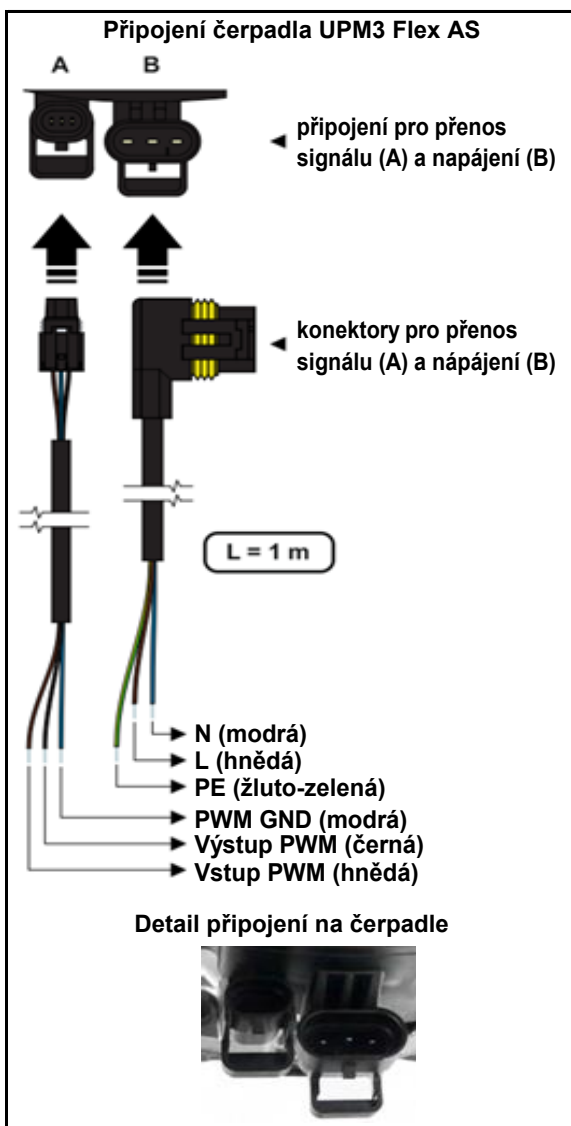 Připojení čerpadla UPM3 Flex AS
A B
připojení pro přenos
signálu (A) a napájení (B)
konektory pro přenos
signálu (A) a nápájení (B)
L = 1 m
N (modrá)
L (hnědá)
PE (žluto-zelená)
PWM GND (modrá)
Výstup PWM (černá)
Vstup PWM (hnědá)
Detail připojení na čerpadle